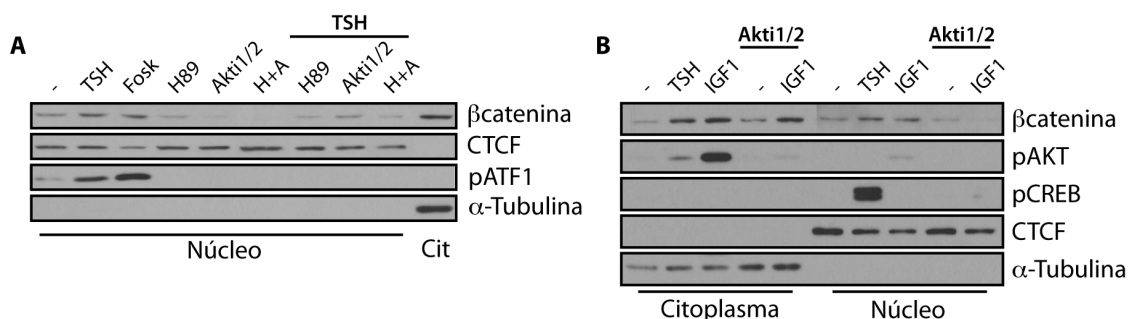 A
TSH
- TSH Fosk H89 Akti1/2 H+A H89 Akti1/2 H+A
βcatenina
CTCF
pATF1
α-Tubulina
Núcleo Cit
B
Akti1/2 Akti1/2
- TSH IGF1 - IGF1 - TSH IGF1 - IGF1
βcatenina
pAKT
pCREB
CTCF
α-Tubulina
Citoplasma Núcleo